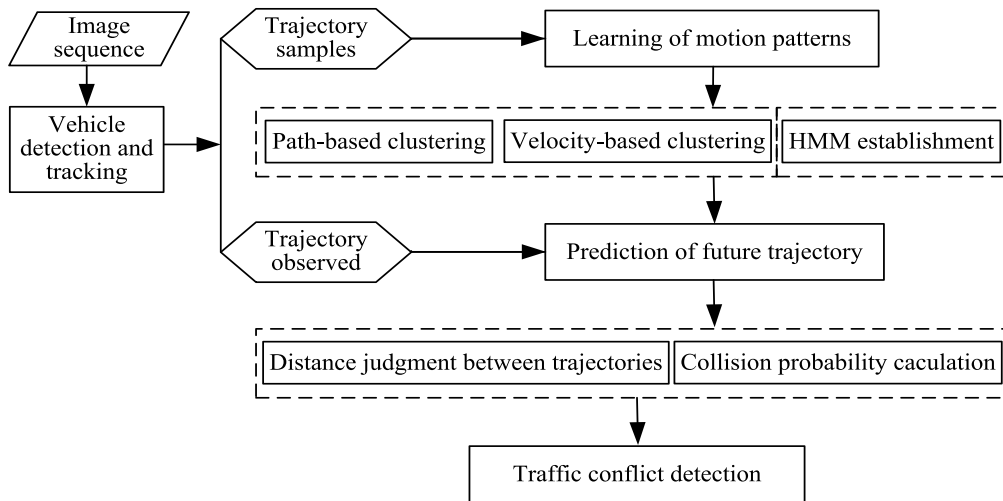 Image
sequence
Vehicle
detection and
tracking
Trajectory
samples
Learning of motion patterns
Path-based clustering
Velocity-based clustering
HMM establishment
Trajectory
observed
Prediction of future trajectory
Distance judgment between trajectories
Collision probability caculation
Traffic conflict detection